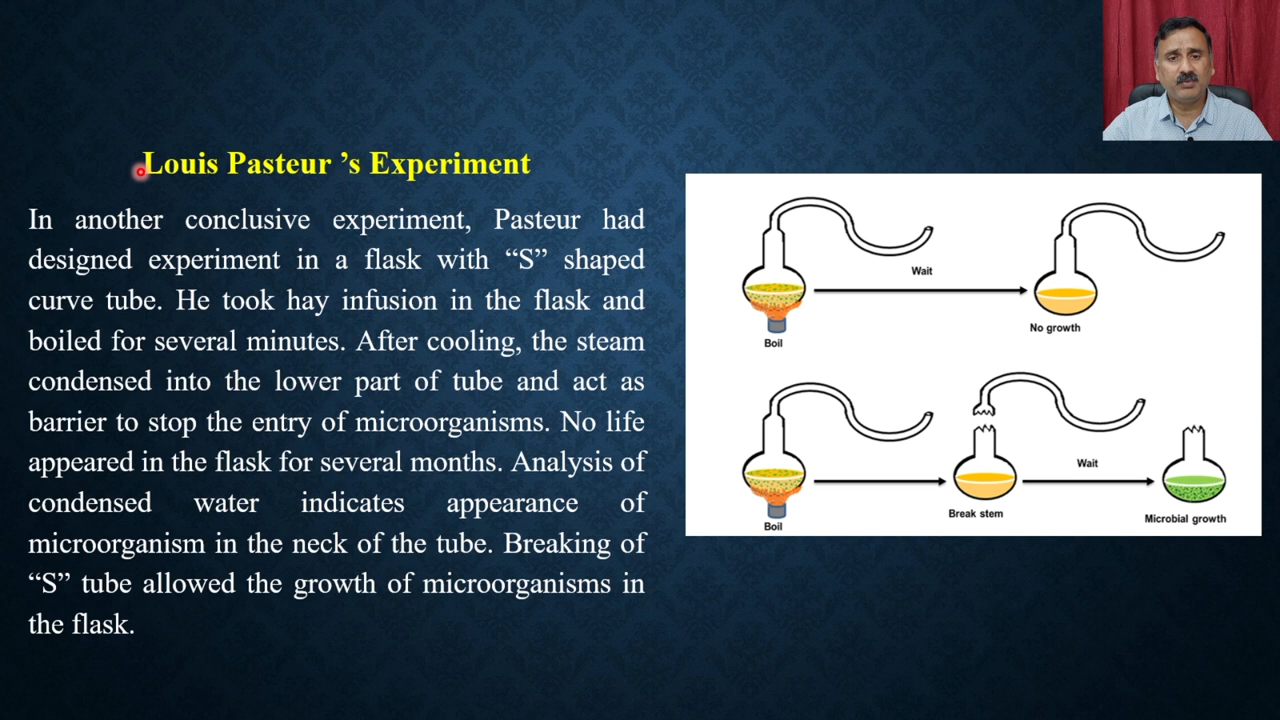 Louis Pasteur ’s Experiment
In another conclusive experiment, Pasteur had
designed experiment in a flask with “S” shaped
curve tube. He took hay infusion in the flask and
boiled for several minutes. After cooling, the steam
condensed into the lower part of tube and act as
barrier to stop the entry of microorganisms. No life
appeared in the flask for several months. Analysis of
condensed water indicates appearance of
microorganism in the neck of the tube. Breaking of
“S” tube allowed the growth of microorganisms in
the flask.
Wait
No growth
Boil
Wait
Break stem
Microbial growth
Boil